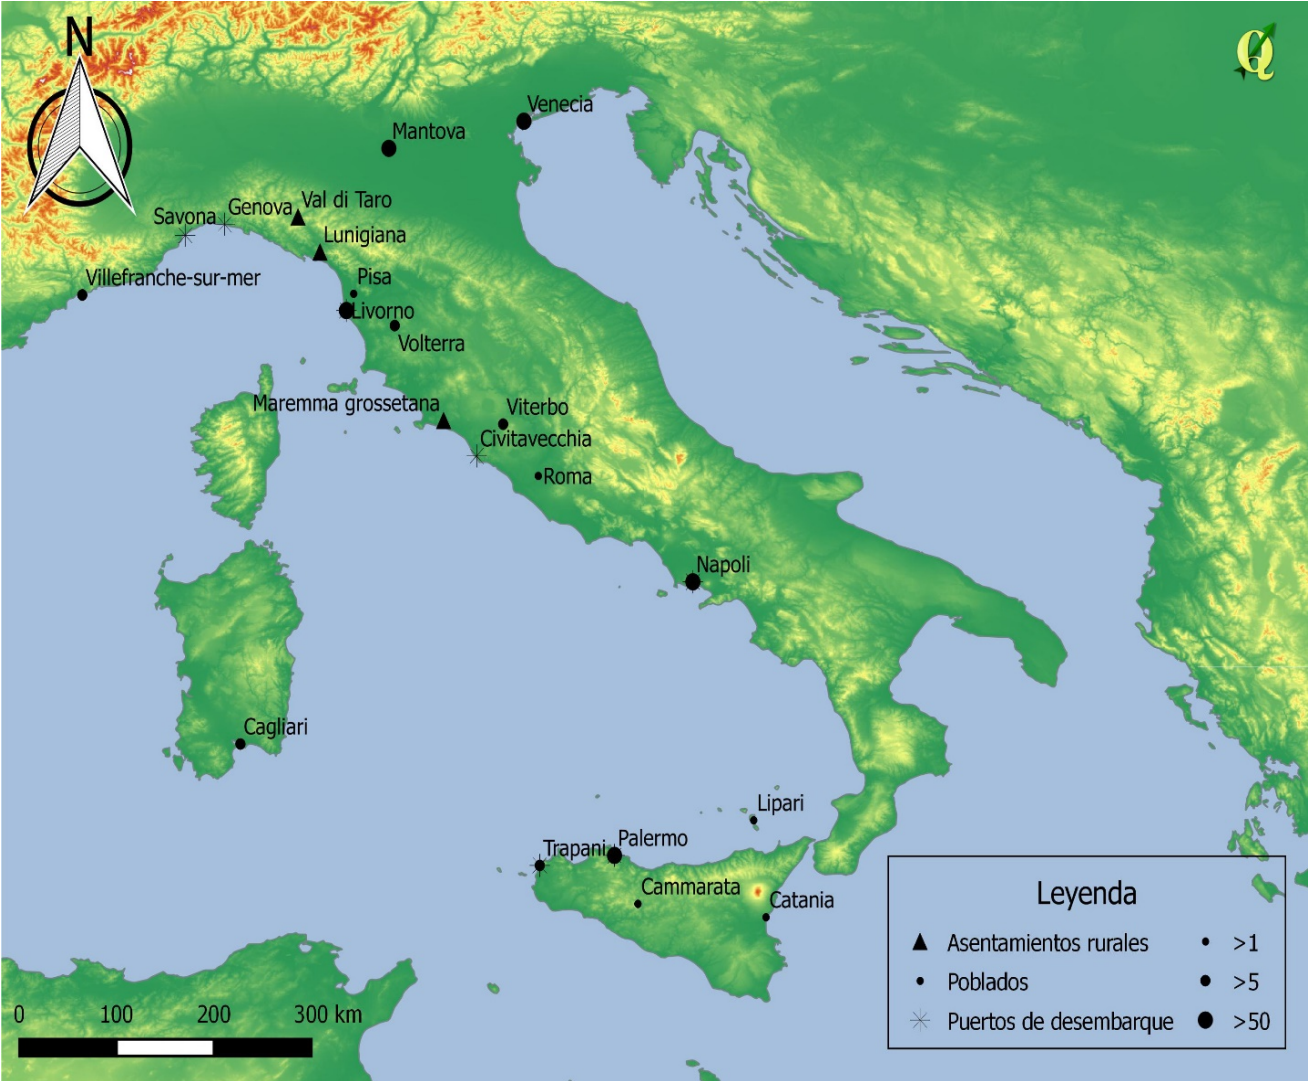 N
Q
Venecia
Mantova
Val di Taro
Genova
Savona
Lunigiana
Villefranche-sur-mer
Pisa
Livorno
Volterra
Maremma grossetana
Viterbo
Civitavecchia
Roma
Napoli
Cagliari
Lipari
Palermo
Trapani
Cammarata
Catania
Leyenda
Asentamientos rurales >1
Poblados >5
Puertos de desembarque >50
0 100 200 300 km